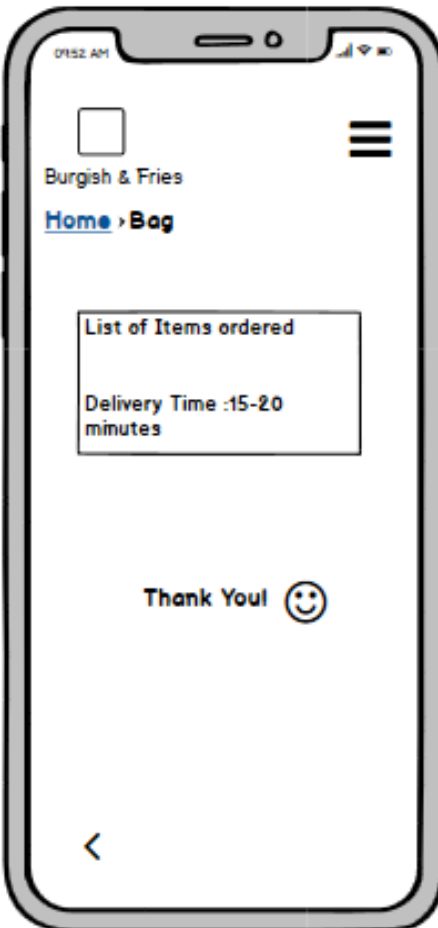 09:52 AM
Burgish & Fries
Home › Bag
List of Items ordered
Delivery Time :15-20
minutes
Thank You!